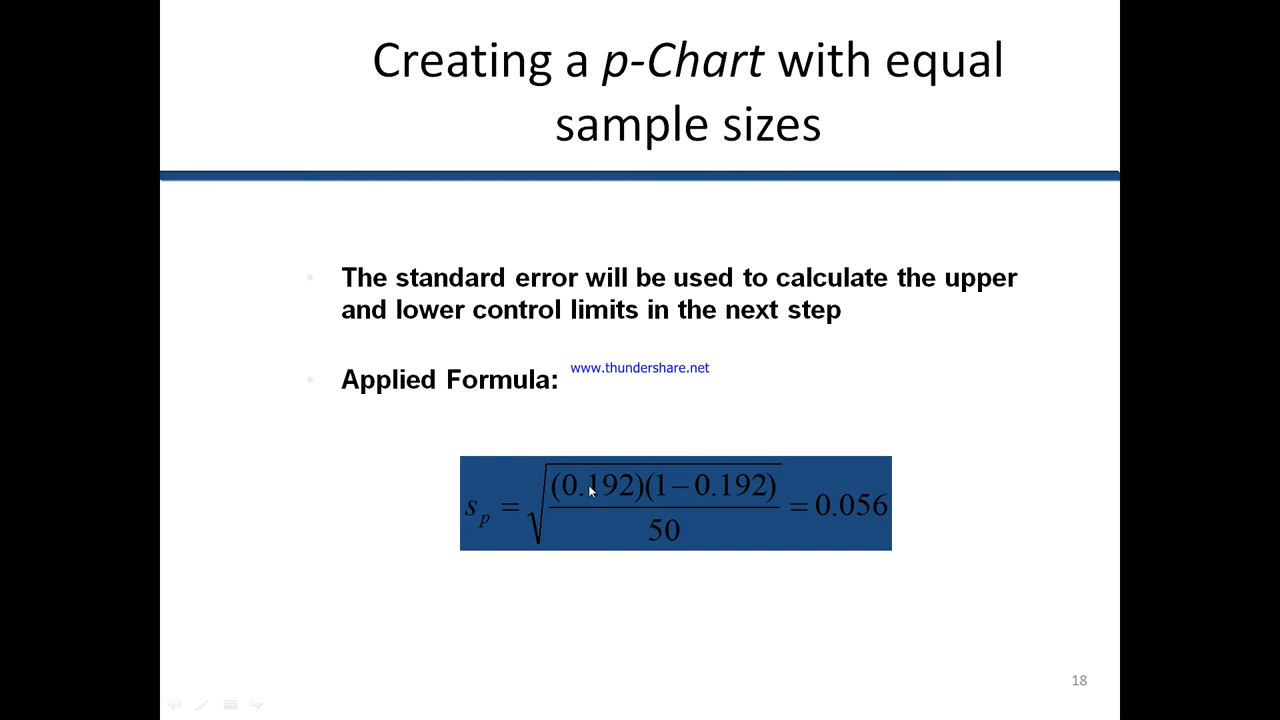 Creating a p-Chart with equal
sample sizes
• The standard error will be used to calculate the upper
and lower control limits in the next step
www.thundershare.net
• Applied Formula:
s_p = √((0.192)(1 − 0.192) / 50) = 0.056
18